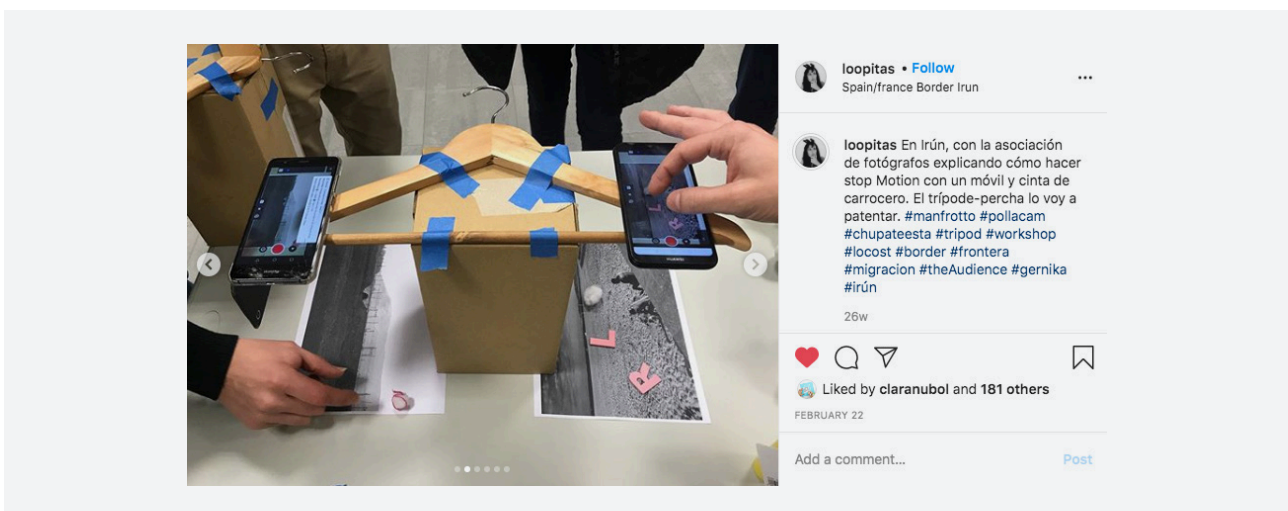 loopitas • Follow
Spain/france Border Irun
loopitas En Irún, con la asociación
de fotógrafos explicando cómo hacer
stop Motion con un móvil y cinta de
carrocero. El trípode-percha lo voy a
patentar. #manfrotto #pollacam
#chupateesta #tripod #workshop
#locost #border #frontera
#migracion #theAudience #gernika
#irún
26w
Liked by claranubol and 181 others
FEBRUARY 22
Add a comment... Post
L
R